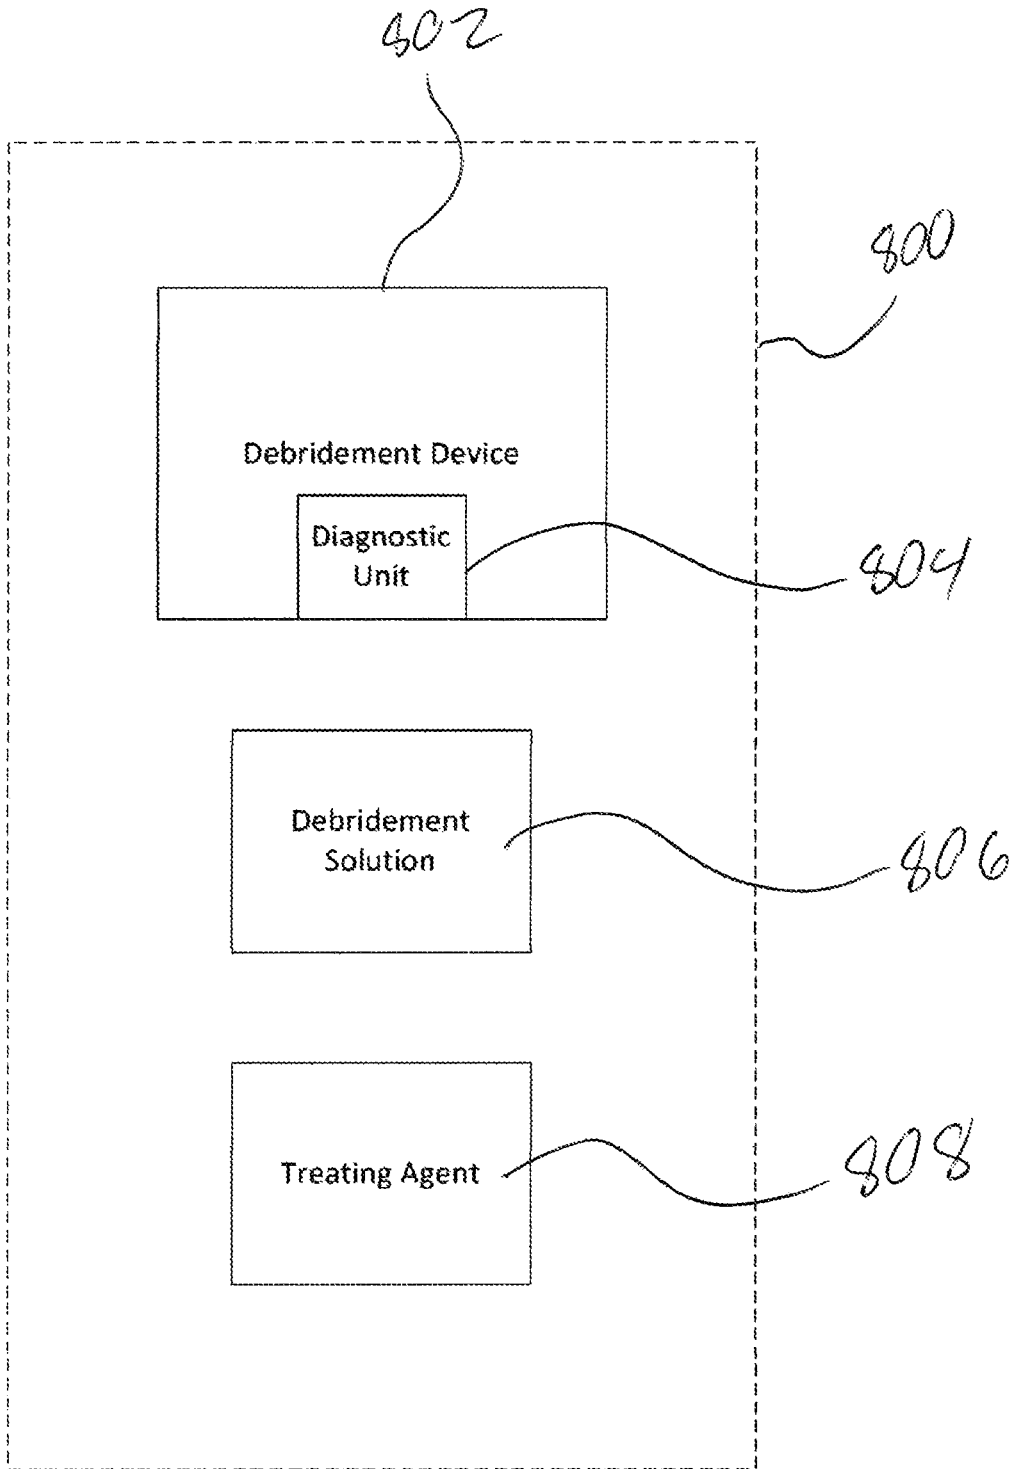 802
800
Debridement Device
Diagnostic
Unit
804
Debridement
Solution
806
Treating Agent
808